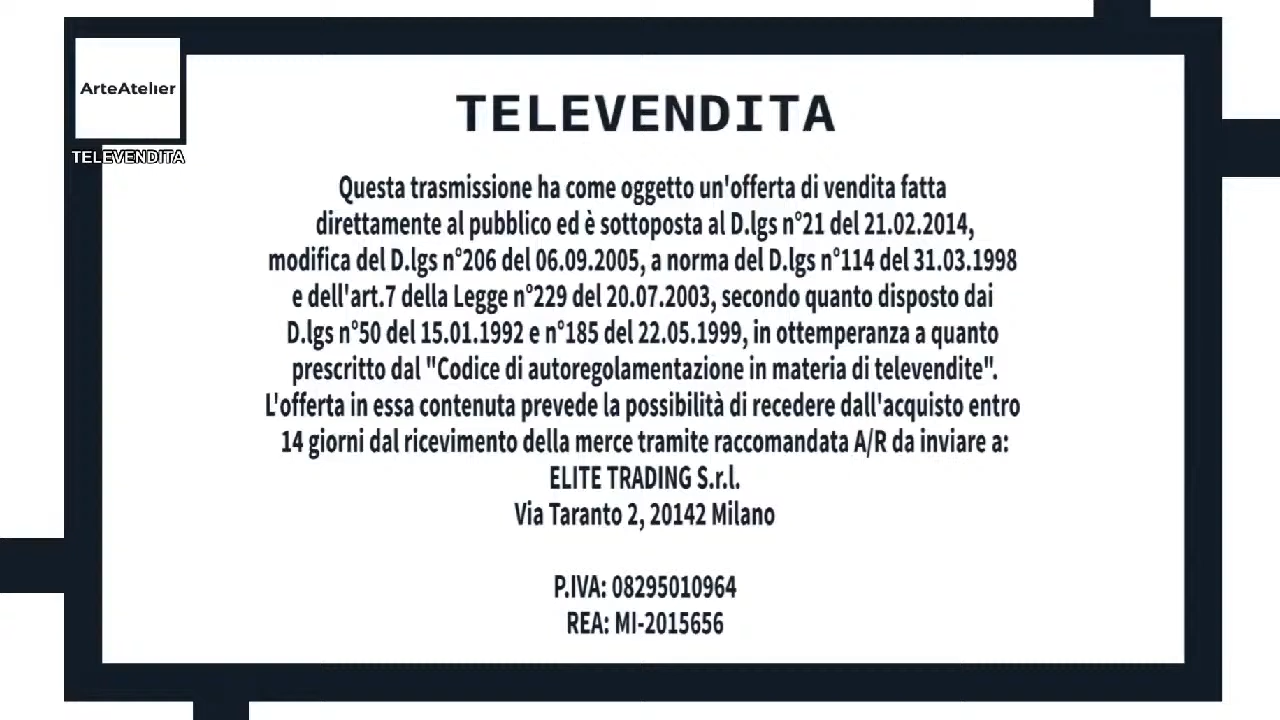 ArteAtelier
TELEVENDITA
TELEVENDITA
Questa trasmissione ha come oggetto un'offerta di vendita fatta
direttamente al pubblico ed è sottoposta al D.lgs n°21 del 21.02.2014,
modifica del D.lgs n°206 del 06.09.2005, a norma del D.lgs n°114 del 31.03.1998
e dell'art.7 della Legge n°229 del 20.07.2003, secondo quanto disposto dai
D.lgs n°50 del 15.01.1992 e n°185 del 22.05.1999, in ottemperanza a quanto
prescritto dal "Codice di autoregolamentazione in materia di televendite".
L'offerta in essa contenuta prevede la possibilità di recedere dall'acquisto entro
14 giorni dal ricevimento della merce tramite raccomandata A/R da inviare a:
ELITE TRADING S.r.l.
Via Taranto 2, 20142 Milano
P.IVA: 08295010964
REA: MI-2015656